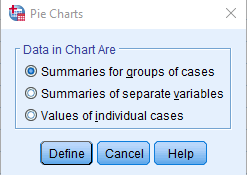 Pie Charts
Data in Chart Are
Summaries for groups of cases
Summaries of separate variables
Values of individual cases
Define Cancel Help